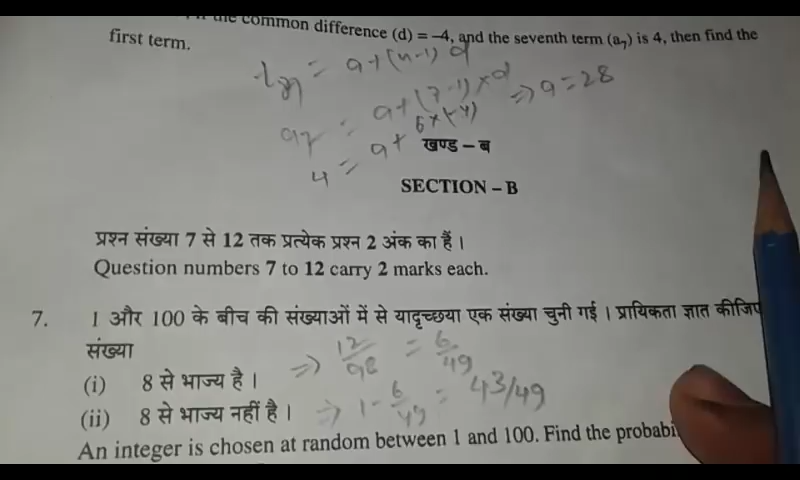 the common difference (d) = –4, and the seventh term (a₇) is 4, then find the
first term.
tn = a+(n-1) d
a7 = a+(7-1)×d ⇒ a = 28
4 = a+ 6×(-4)
खण्ड – ब
SECTION – B
प्रश्न संख्या 7 से 12 तक प्रत्येक प्रश्न 2 अंक का हैं ।
Question numbers 7 to 12 carry 2 marks each.
7. 1 और 100 के बीच की संख्याओं में से यादृच्छया एक संख्या चुनी गई । प्रायिकता ज्ञात कीजिए
संख्या ⇒ 12/98 = 6/49
(i) 8 से भाज्य है ।
(ii) 8 से भाज्य नहीं है । ⇒ 1 - 6/49 = 43/49
An integer is chosen at random between 1 and 100. Find the